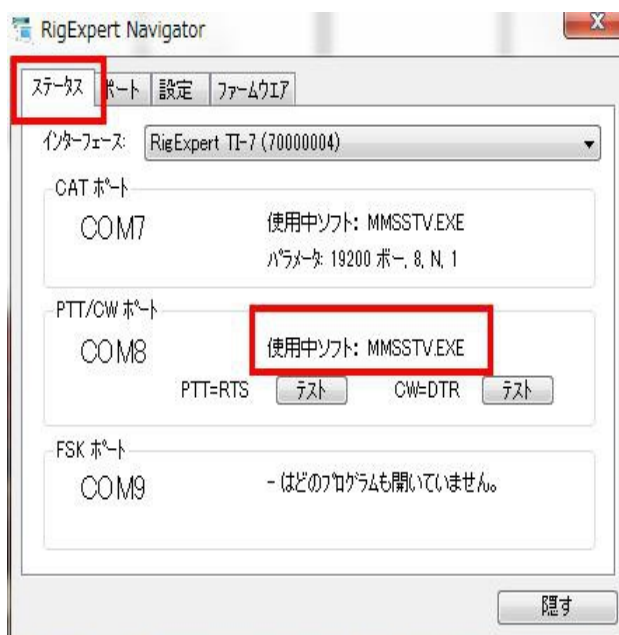 RigExpert Navigator
ステータス ポート 設定 ファームウエア
インターフェース: RigExpert TI-7 (70000004)
CAT ポート
COM7 使用中ソフト: MMSSTV.EXE
パラメータ: 19200 ボー, 8, N, 1
PTT/CW ポート
COM8 使用中ソフト: MMSSTV.EXE
PTT=RTS テスト CW=DTR テスト
FSK ポート
COM9 - はどのプログラムも開いていません。
隠す